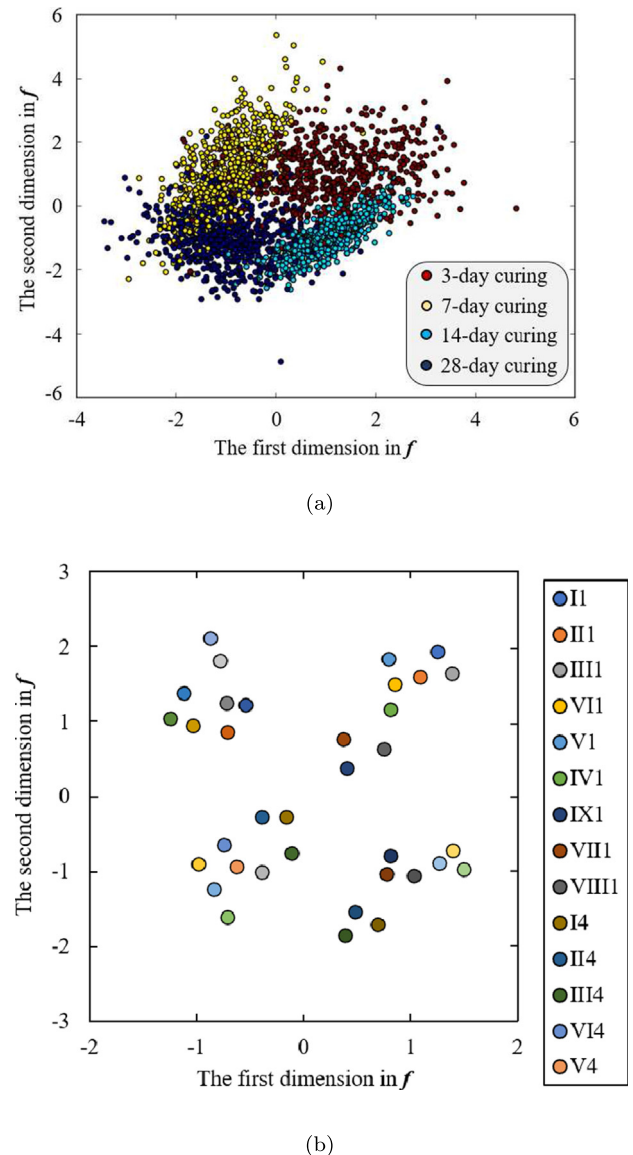 6
4
2
0
-2
-4
-6
The second dimension in f
3-day curing
7-day curing
14-day curing
28-day curing
-4 -2 0 2 4 6
The first dimension in f
(a)
3
2
1
0
-1
-2
-3
The second dimension in f
-2 -1 0 1 2
The first dimension in f
I1
II1
III1
VI1
V1
IV1
IX1
VII1
VIII1
I4
II4
III4
VI4
V4
(b)